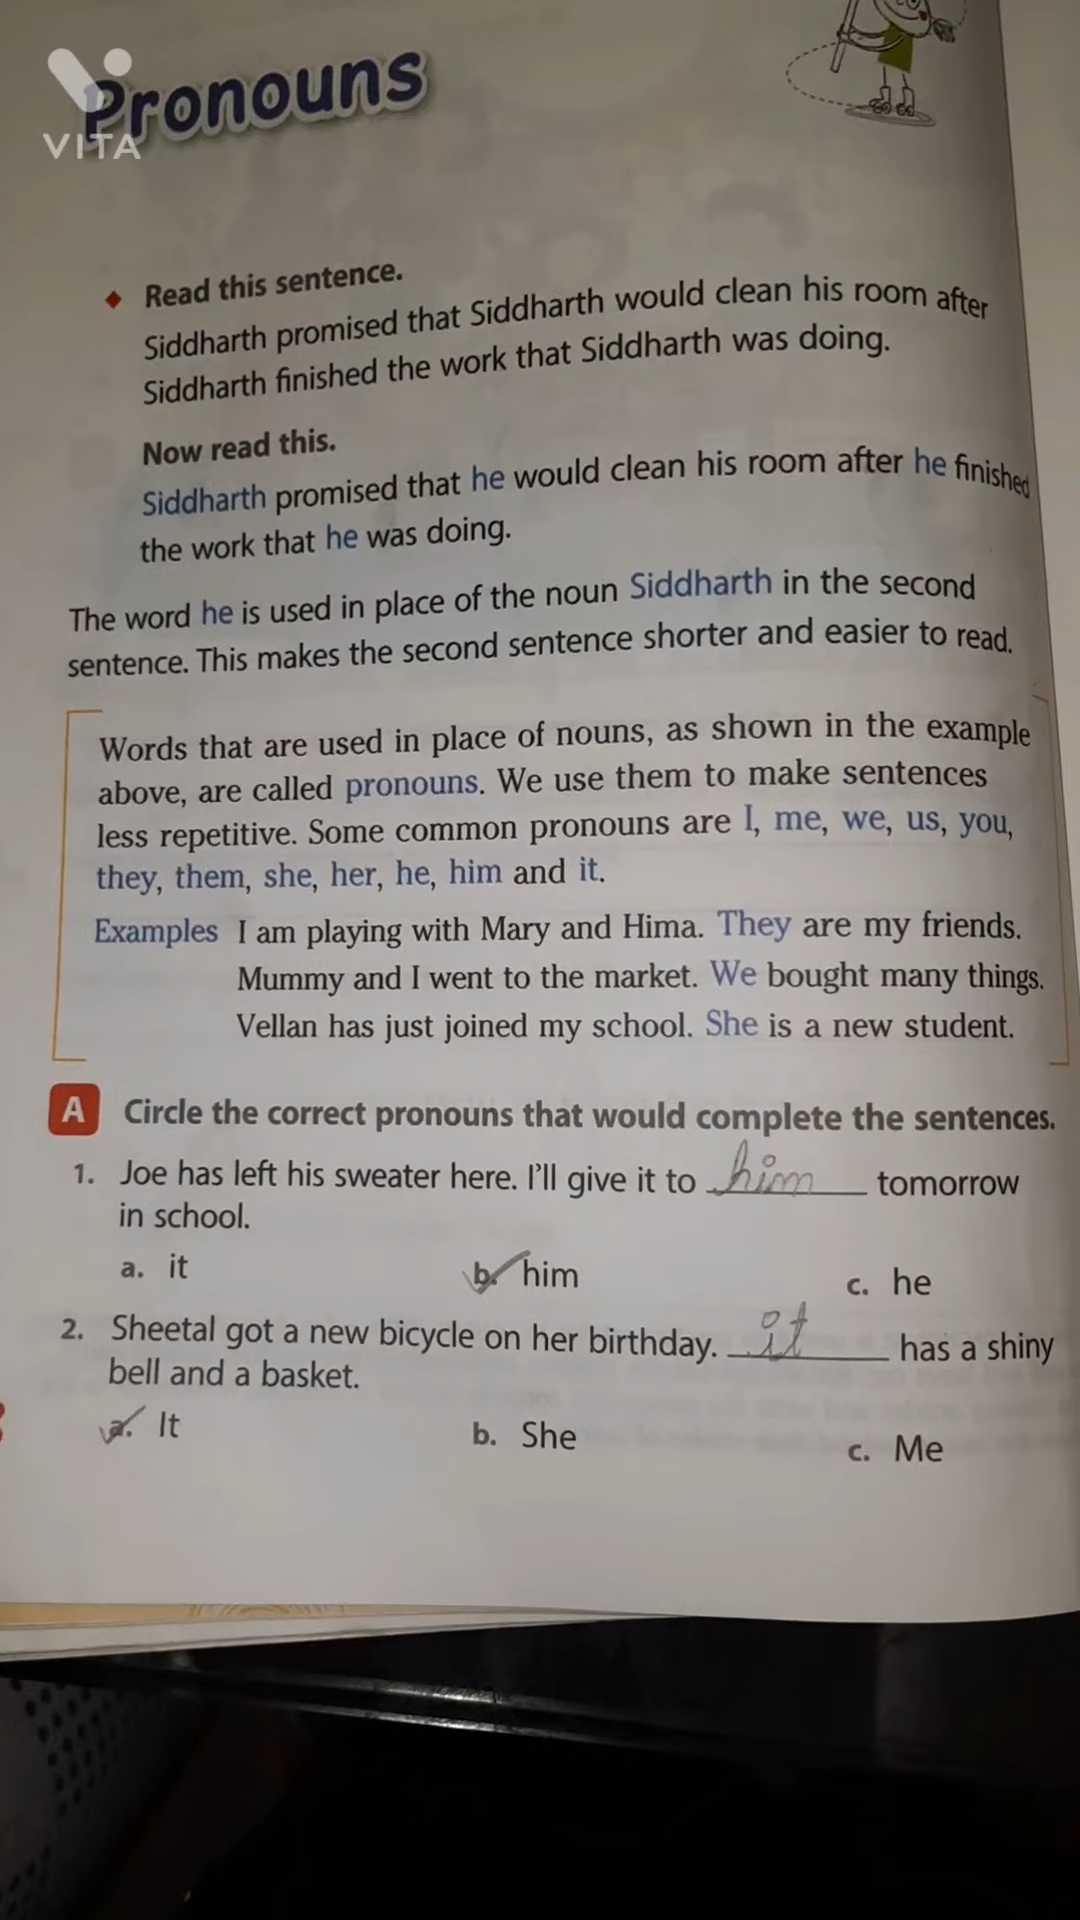 Pronouns
VITA
◆ Read this sentence.
Siddharth promised that Siddharth would clean his room after
Siddharth finished the work that Siddharth was doing.
Now read this.
Siddharth promised that he would clean his room after he finished
the work that he was doing.
The word he is used in place of the noun Siddharth in the second
sentence. This makes the second sentence shorter and easier to read.
Words that are used in place of nouns, as shown in the example
above, are called pronouns. We use them to make sentences
less repetitive. Some common pronouns are I, me, we, us, you,
they, them, she, her, he, him and it.
Examples I am playing with Mary and Hima. They are my friends.
Mummy and I went to the market. We bought many things.
Vellan has just joined my school. She is a new student.
A Circle the correct pronouns that would complete the sentences.
1. Joe has left his sweater here. I'll give it to him tomorrow
in school.
a. it b. him c. he
2. Sheetal got a new bicycle on her birthday. it has a shiny
bell and a basket.
a. It b. She c. Me